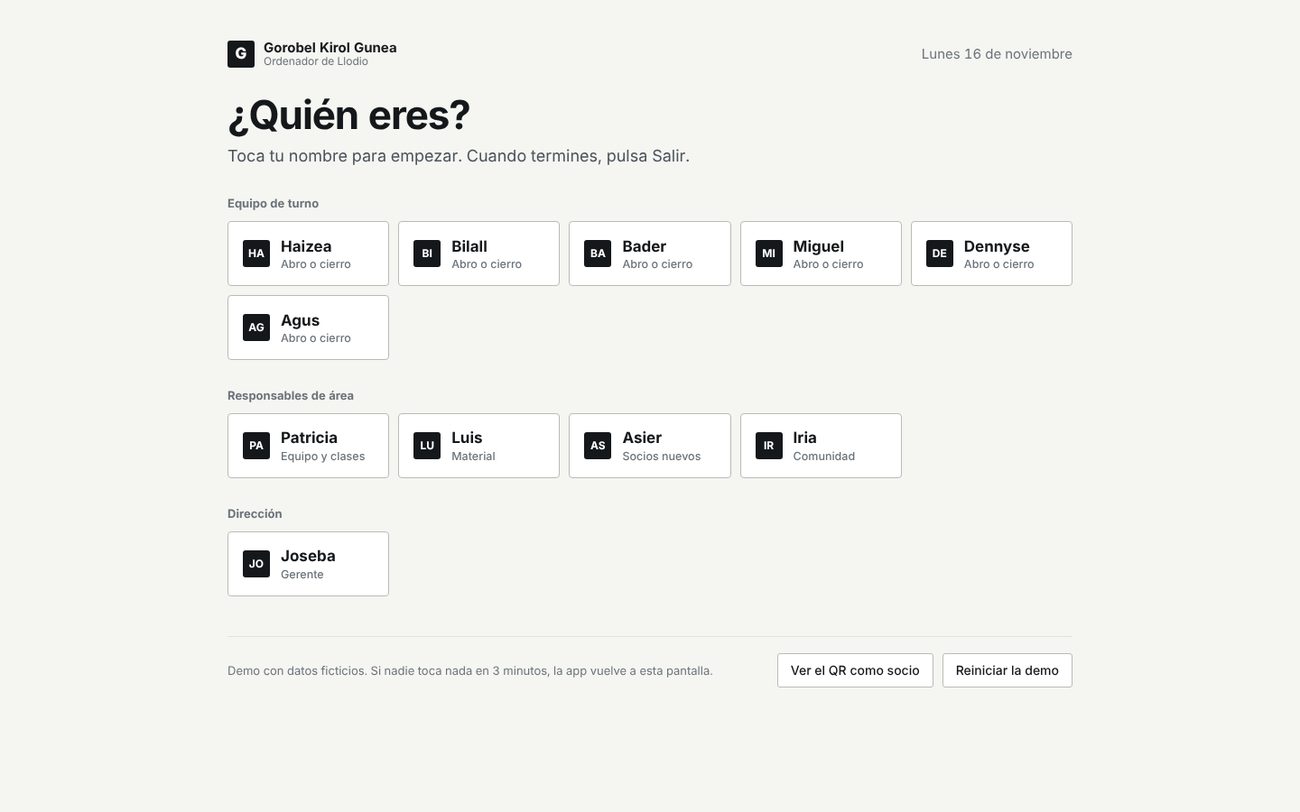 G
Gorobel Kirol Gunea
Ordenador de Llodio
Lunes 16 de noviembre
¿Quién eres?
Toca tu nombre para empezar. Cuando termines, pulsa Salir.
Equipo de turno
HA
Haizea
Abro o cierro
BI
Bilall
Abro o cierro
BA
Bader
Abro o cierro
MI
Miguel
Abro o cierro
DE
Dennyse
Abro o cierro
AG
Agus
Abro o cierro
Responsables de área
PA
Patricia
Equipo y clases
LU
Luis
Material
AS
Asier
Socios nuevos
IR
Iria
Comunidad
Dirección
JO
Joseba
Gerente
Demo con datos ficticios. Si nadie toca nada en 3 minutos, la app vuelve a esta pantalla.
Ver el QR como socio
Reiniciar la demo